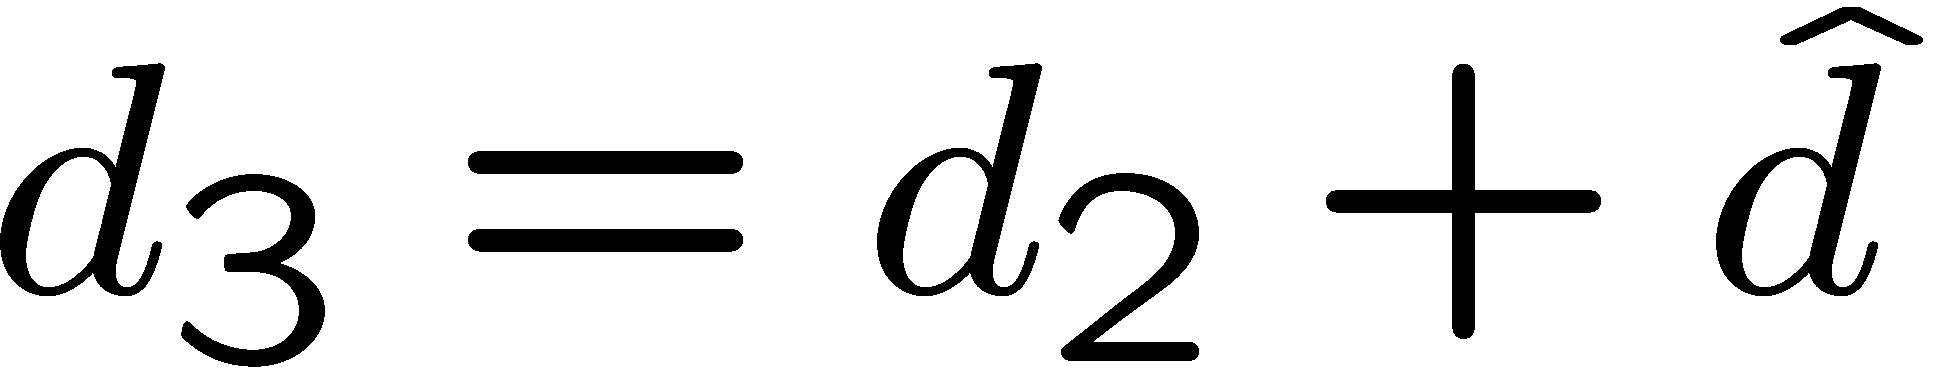 d₃ = d₂ + d̂